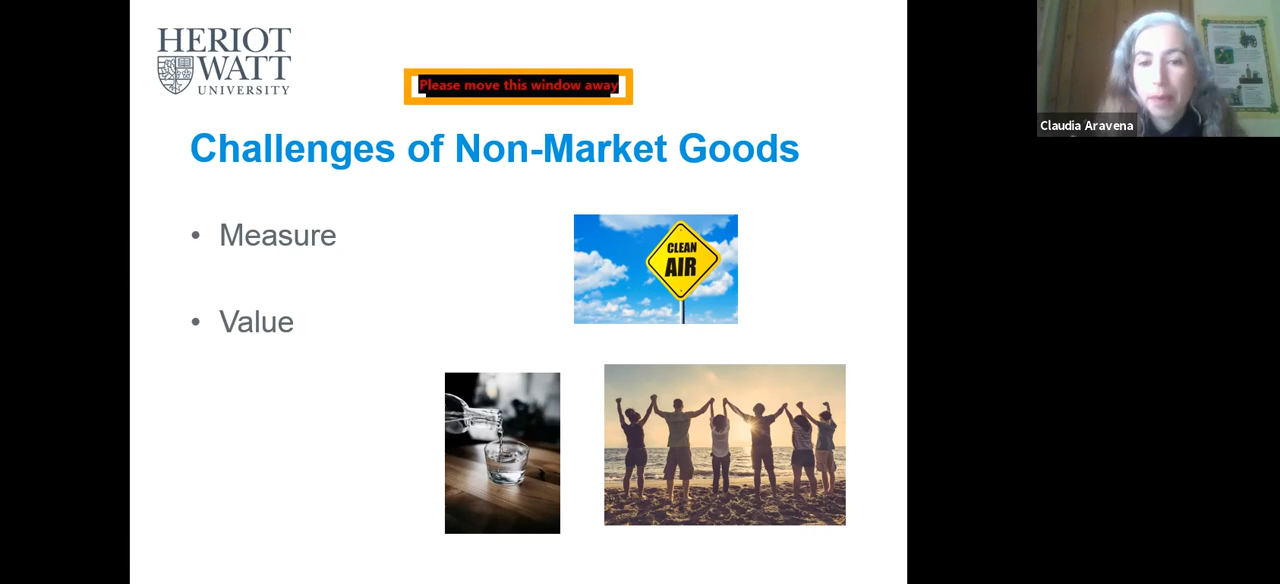 HERIOT
WATT
UNIVERSITY
Please move this window away
Challenges of Non-Market Goods
• Measure
• Value
CLEAN
AIR
Claudia Aravena